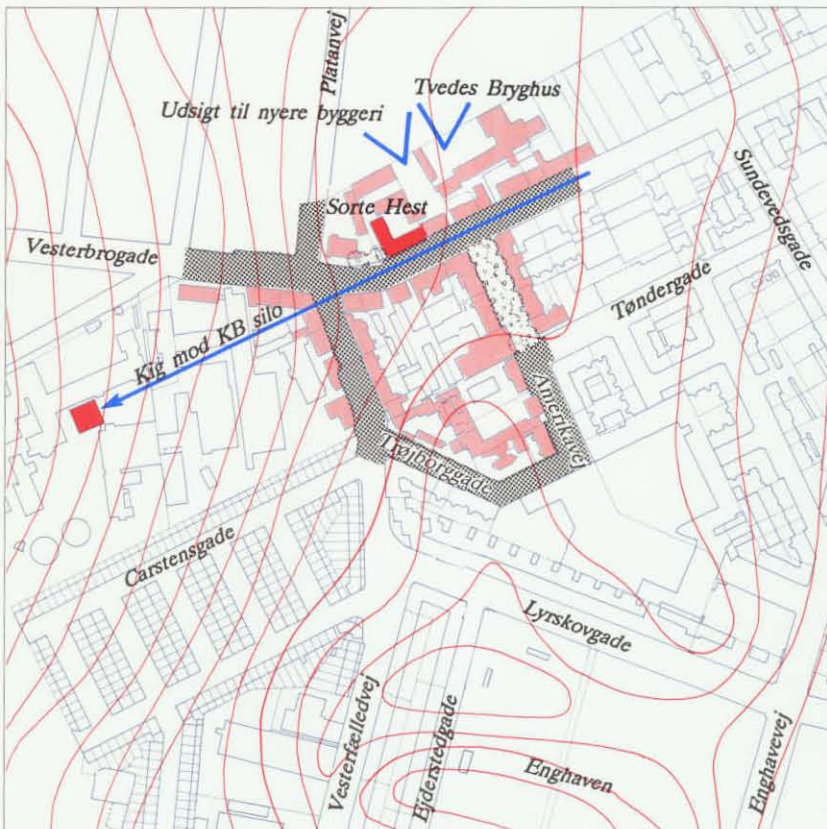 Platanvej
Tvedes Bryghus
Udsigt til nyere byggeri
Sorte Hest
Sundevedsgade
Vesterbrogade
Tøndergade
Kig mod KB silo
Amerikavej
Trøjborggade
Carstensgade
Lyrskovgade
Vesterfælledvej
Ejderstedgade
Enghaven
Enghavevej